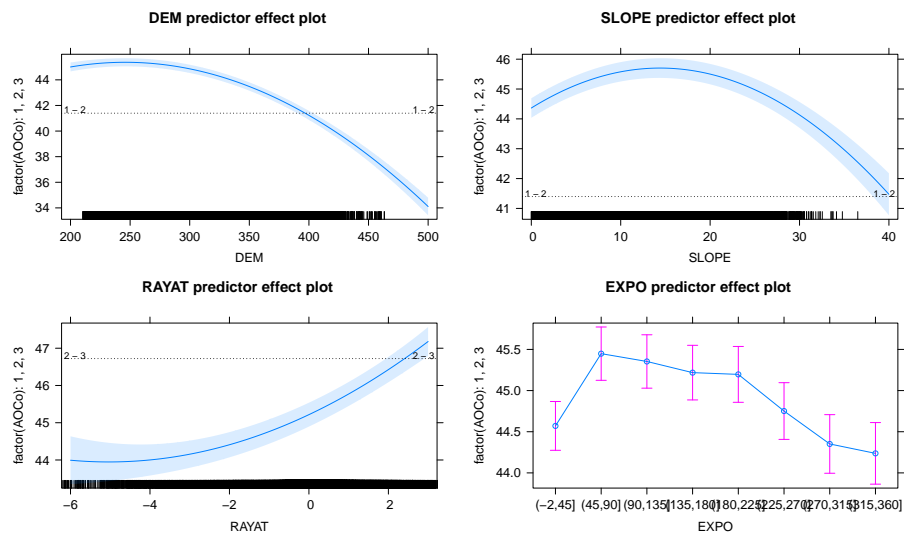 DEM predictor effect plot
factor(AOCo): 1, 2, 3
44
42
40
38
36
34
1 − 2
1 − 2
200
250
300
350
400
450
500
DEM
SLOPE predictor effect plot
factor(AOCo): 1, 2, 3
46
45
44
43
42
41
1 − 2
1 − 2
0
10
20
30
40
SLOPE
RAYAT predictor effect plot
factor(AOCo): 1, 2, 3
47
46
45
44
2 − 3
2 − 3
−6
−4
−2
0
2
RAYAT
EXPO predictor effect plot
factor(AOCo): 1, 2, 3
45.5
45.0
44.5
44.0
(−2,45]
(45,90]
(90,135]
(135,180]
(180,225]
(225,270]
(270,315]
(315,360]
EXPO